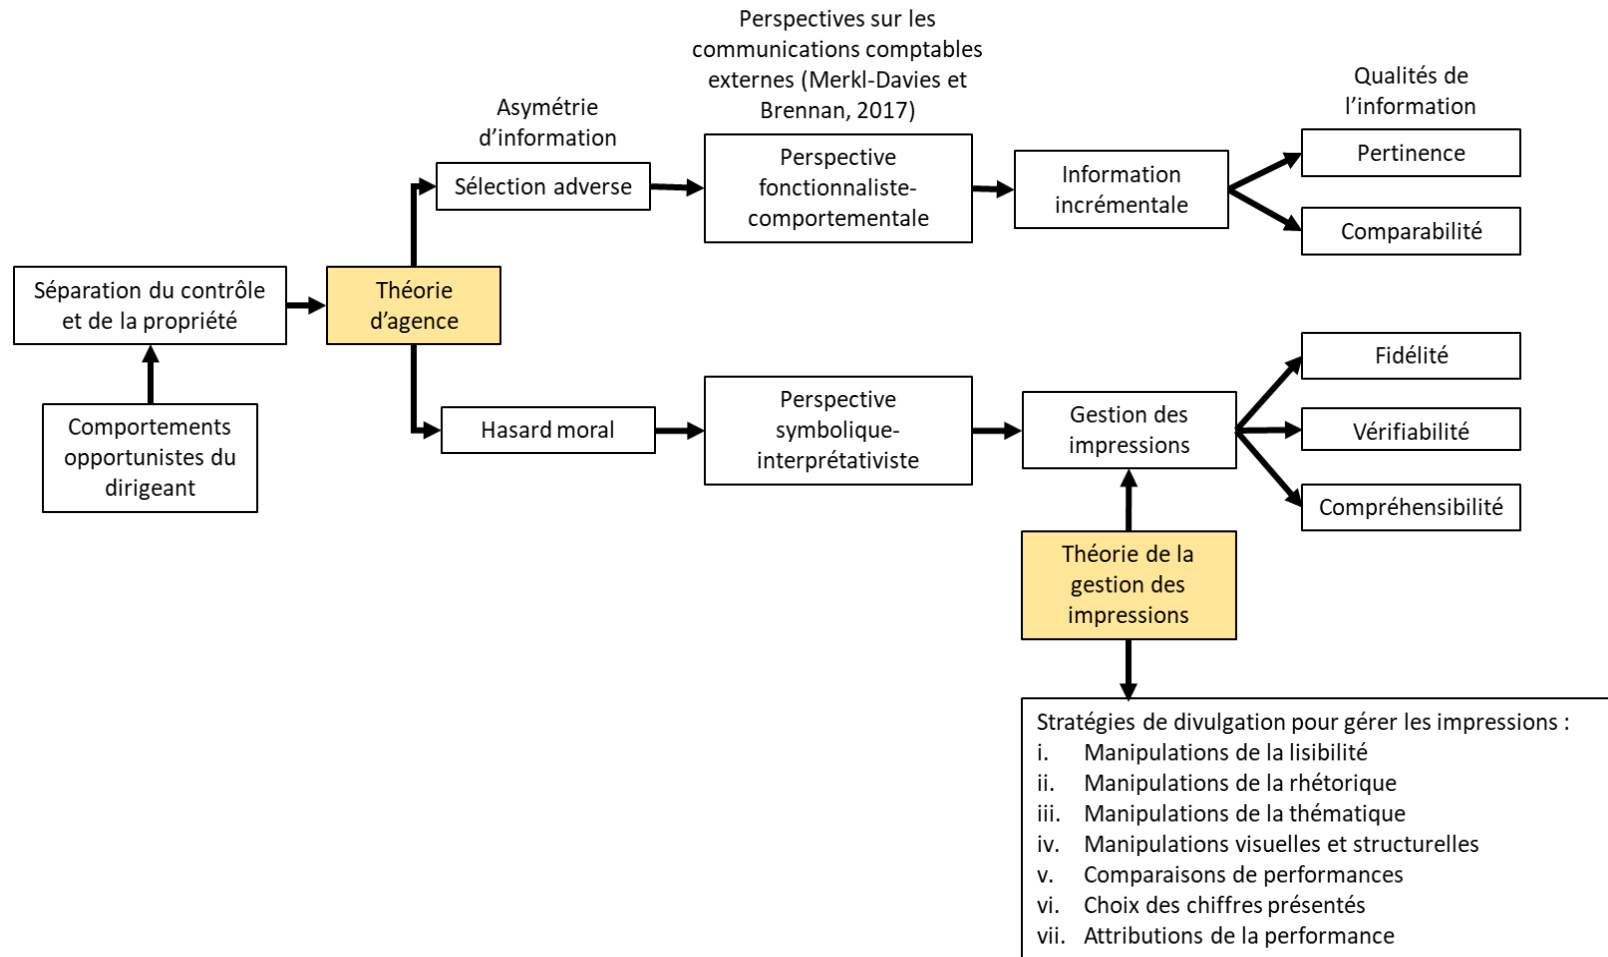 Perspectives sur les
communications comptables
externes (Merkl-Davies et
Brennan, 2017)
Asymétrie
d’information
Qualités de
l’information
Sélection adverse
Perspective
fonctionnaliste-
comportementale
Information
incrémentale
Pertinence
Comparabilité
Séparation du contrôle
et de la propriété
Théorie
d’agence
Comportements
opportunistes du
dirigeant
Hasard moral
Perspective
symbolique-
interprétativiste
Gestion des
impressions
Fidélité
Vérifiabilité
Compréhensibilité
Théorie de la
gestion des
impressions
Stratégies de divulgation pour gérer les impressions :
i. Manipulations de la lisibilité
ii. Manipulations de la rhétorique
iii. Manipulations de la thématique
iv. Manipulations visuelles et structurelles
v. Comparaisons de performances
vi. Choix des chiffres présentés
vii. Attributions de la performance